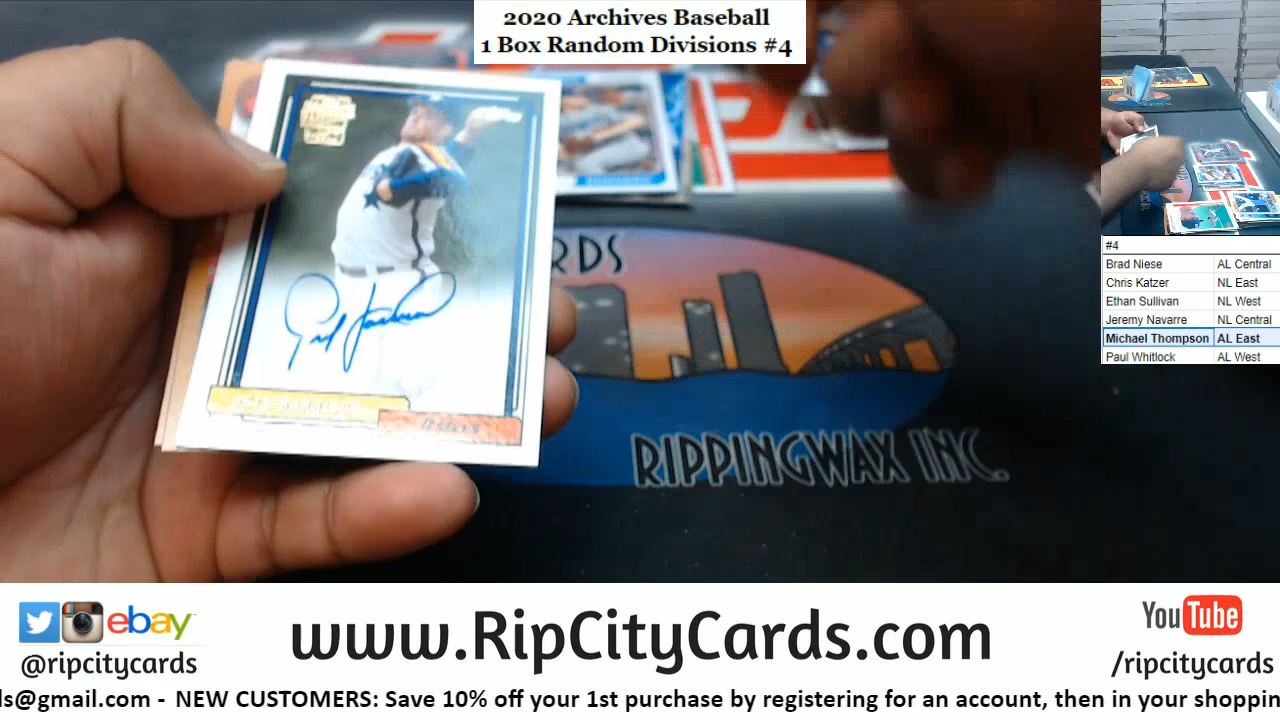 2020 Archives Baseball
1 Box Random Divisions #4
#4
Brad Niese AL Central
Chris Katzer NL East
Ethan Sullivan NL West
Jeremy Navarre NL Central
Michael Thompson AL East
Paul Whitlock AL West
RDS
RIPPINGWAX INC.
ebay
@ripcitycards
www.RipCityCards.com
YouTube
/ripcitycards
ls@gmail.com - NEW CUSTOMERS: Save 10% off your 1st purchase by registering for an account, then in your shoppin